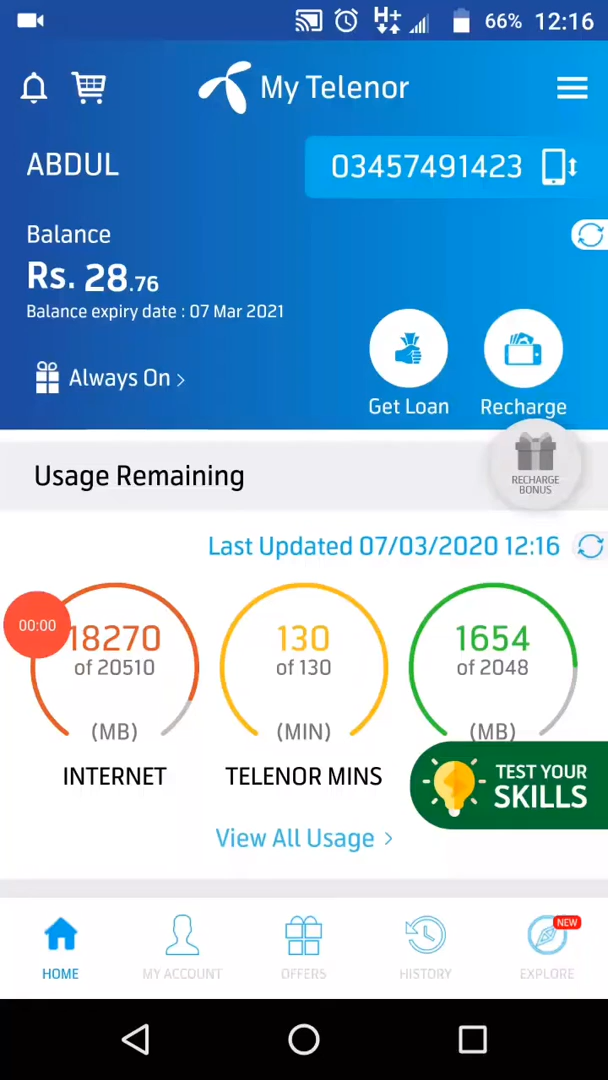 H+ 66% 12:16
My Telenor
ABDUL
03457491423
Balance
Rs. 28.76
Balance expiry date : 07 Mar 2021
Always On >
Get Loan
Recharge
Usage Remaining
RECHARGE
BONUS
Last Updated 07/03/2020 12:16
00:00
18270
of 20510
(MB)
INTERNET
130
of 130
(MIN)
TELENOR MINS
1654
of 2048
(MB)
TEST YOUR
SKILLS
View All Usage >
HOME
MY ACCOUNT
OFFERS
HISTORY
NEW
EXPLORE